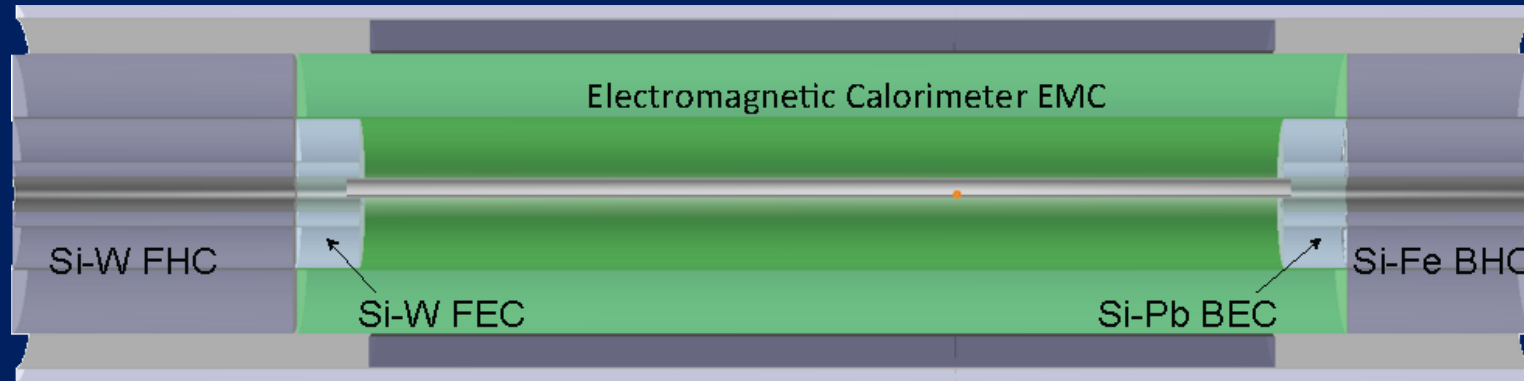 Electromagnetic Calorimeter EMC
Si-W FHC
Si-Fe BHC
Si-W FEC
Si-Pb BEC